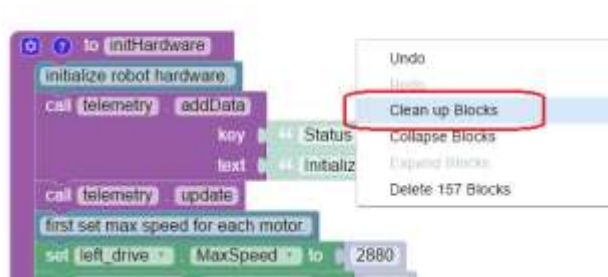 to initHardware
initialize robot hardware.
call telemetry addData
key “ Status
text “ Initializ
call telemetry update
first set max speed for each motor.
set left_drive MaxSpeed to 2880
Undo
Clean up Blocks
Collapse Blocks
Expand Blocks
Delete 157 Blocks